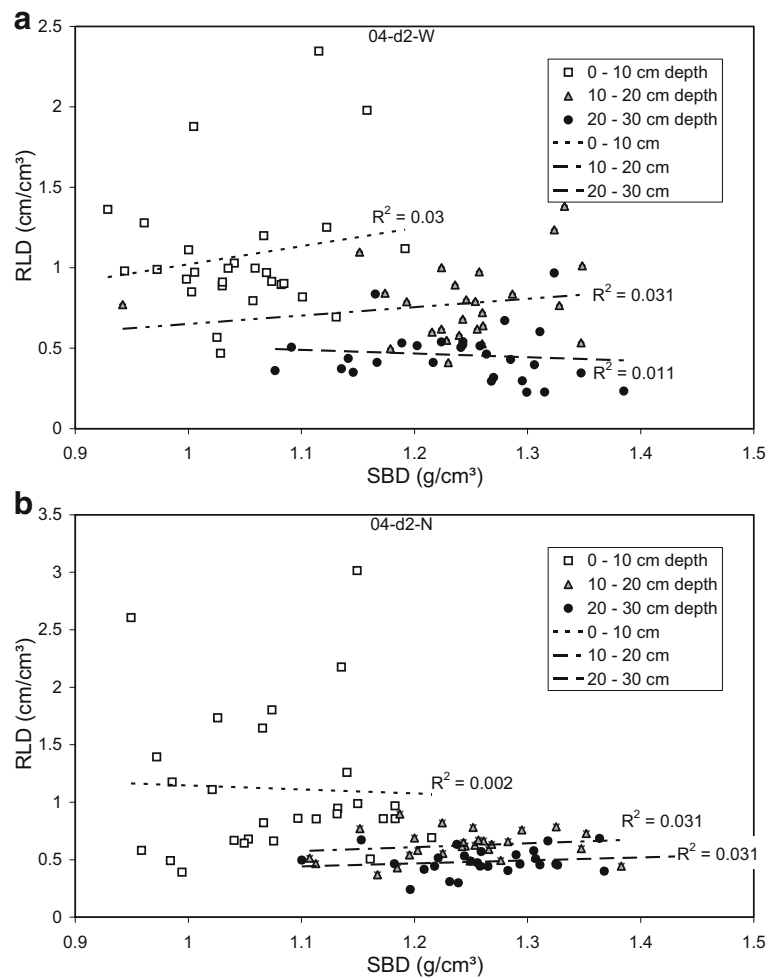 a
04-d2-W
2.5
2
1.5
1
0.5
0
RLD (cm/cm³)
0 - 10 cm depth
10 - 20 cm depth
20 - 30 cm depth
0 - 10 cm
10 - 20 cm
20 - 30 cm
R² = 0.03
R² = 0.031
R² = 0.011
0.9 1 1.1 1.2 1.3 1.4 1.5
SBD (g/cm³)
b
04-d2-N
3.5
3
2.5
2
1.5
1
0.5
0
RLD (cm/cm³)
0 - 10 cm depth
10 - 20 cm depth
20 - 30 cm depth
0 - 10 cm
10 - 20 cm
20 - 30 cm
R² = 0.002
R² = 0.031
R² = 0.031
0.9 1 1.1 1.2 1.3 1.4 1.5
SBD (g/cm³)